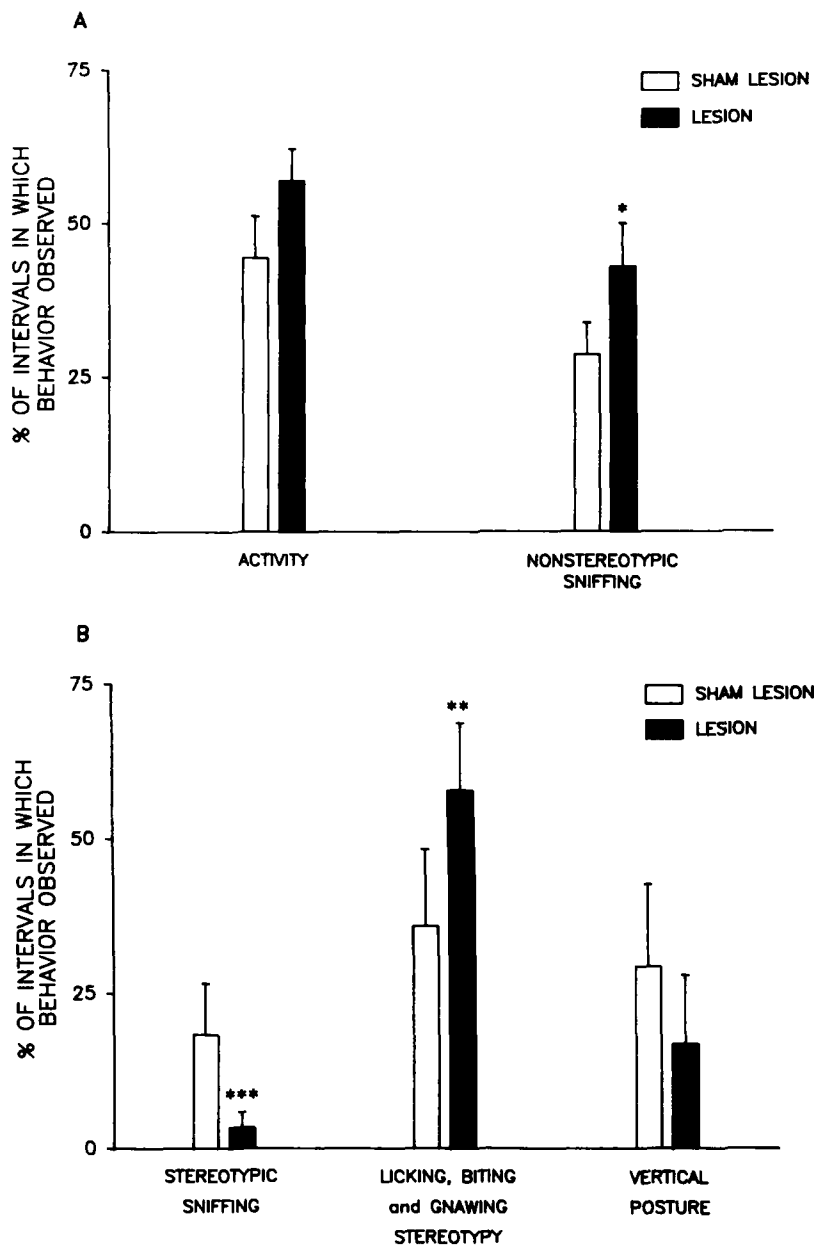 A
75
50
25
0
% OF INTERVALS IN WHICH
BEHAVIOR OBSERVED
SHAM LESION
LESION
*
ACTIVITY
NONSTEREOTYPIC
SNIFFING
B
75
50
25
0
% OF INTERVALS IN WHICH
BEHAVIOR OBSERVED
SHAM LESION
LESION
***
**
STEREOTYPIC
SNIFFING
LICKING, BITING
and GNAWING
STEREOTYPY
VERTICAL
POSTURE